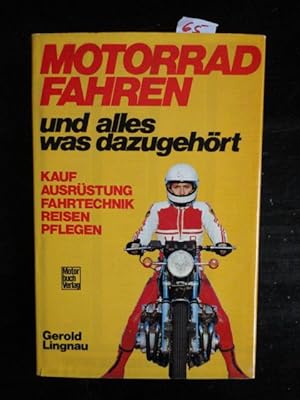 65
MOTORRAD
FAHREN
und alles
was dazugehört
KAUF
AUSRÜSTUNG
FAHRTECHNIK
REISEN
PFLEGEN
Motor
buch
Verlag
Gerold
Lingnau